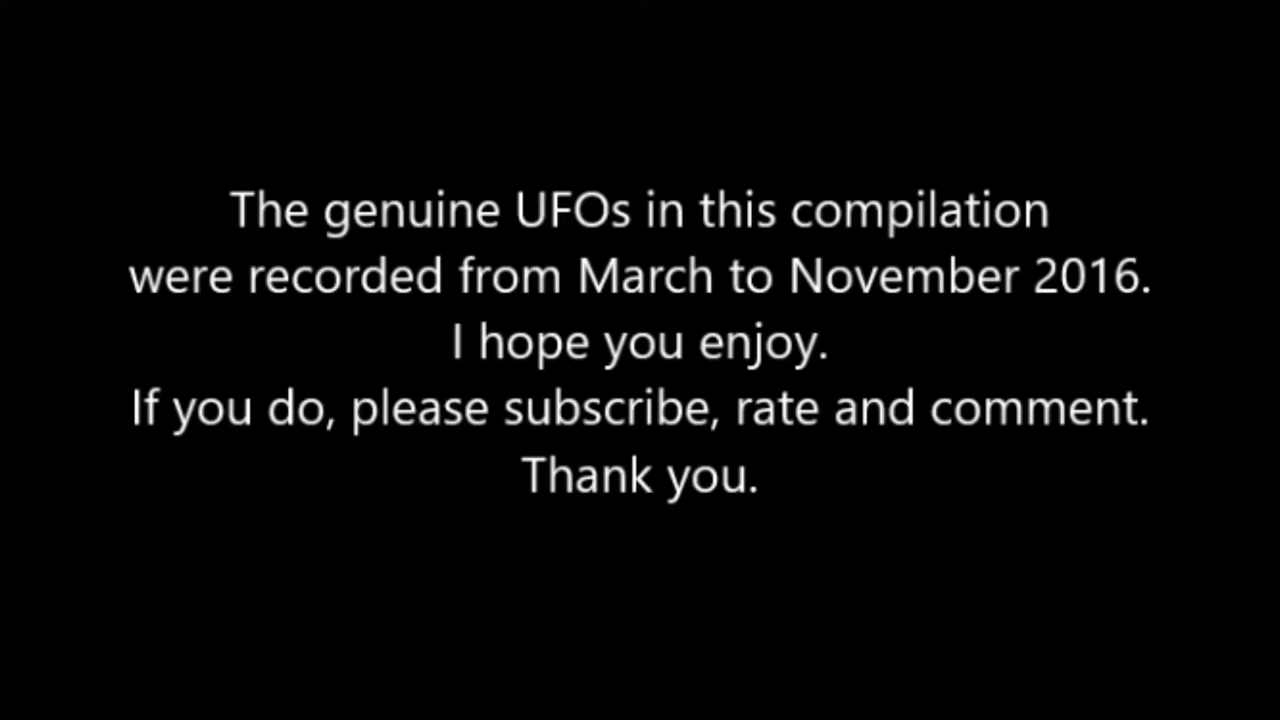 The genuine UFOs in this compilation
were recorded from March to November 2016.
I hope you enjoy.
If you do, please subscribe, rate and comment.
Thank you.